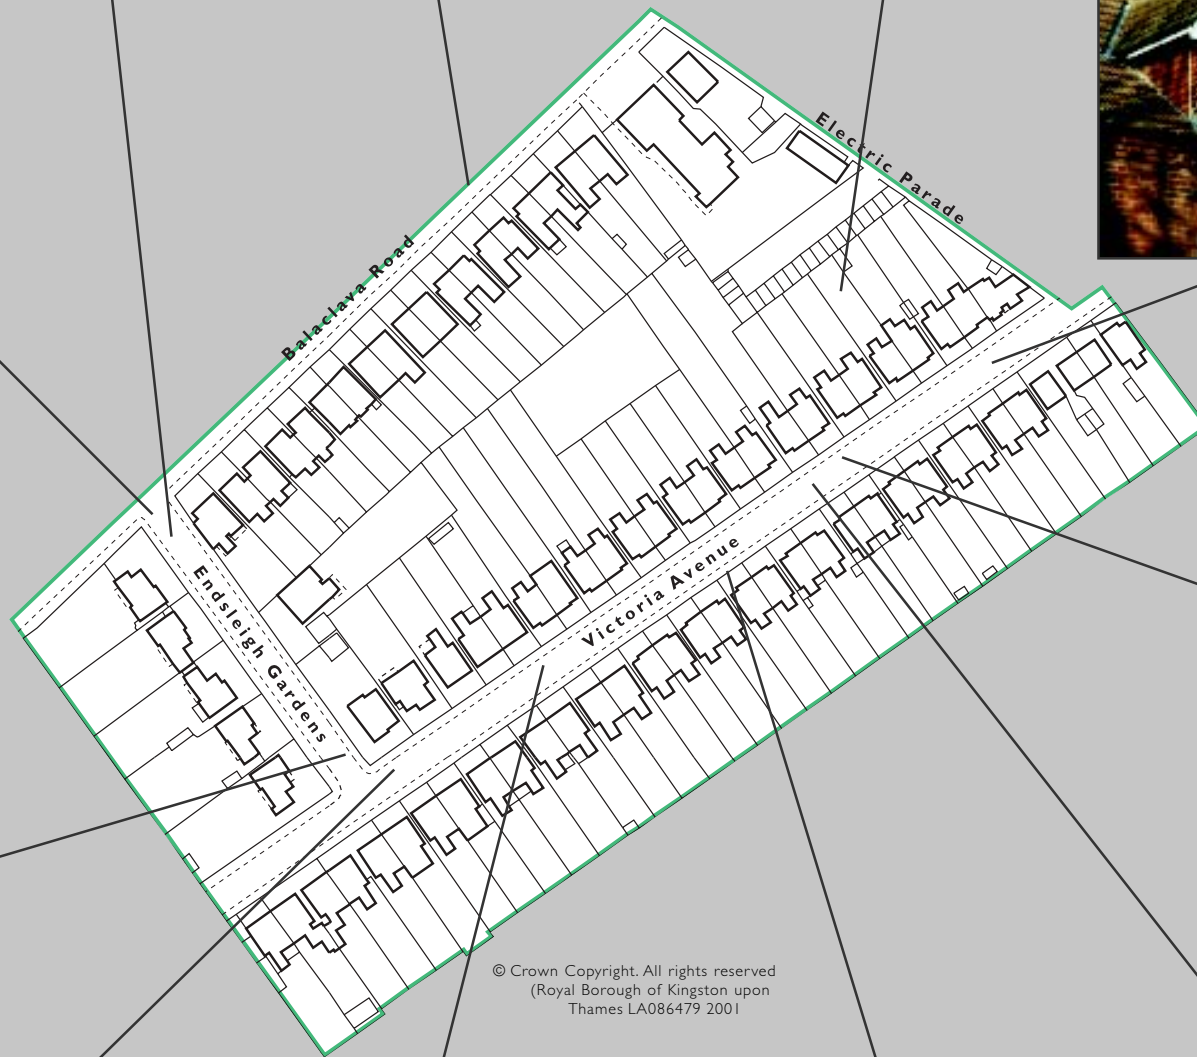 Electric Parade
Balaclava Road
Endsleigh Gardens
Victoria Avenue
© Crown Copyright. All rights reserved
(Royal Borough of Kingston upon
Thames LA086479 2001